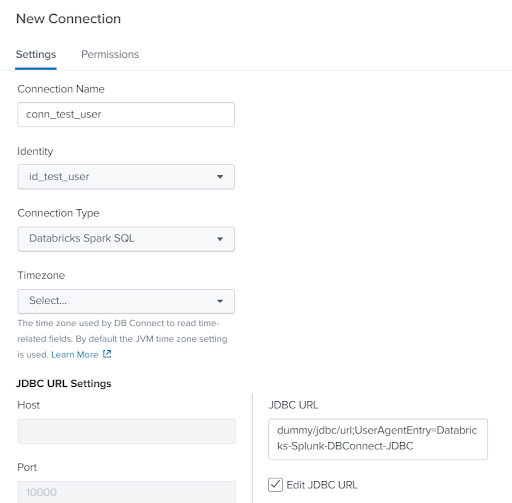 New Connection
Settings Permissions
Connection Name
conn_test_user
Identity
id_test_user
Connection Type
Databricks Spark SQL
Timezone
Select...
The time zone used by DB Connect to read time-
related fields. By default the JVM time zone setting
is used. Learn More
JDBC URL Settings
Host
JDBC URL
dummy/jdbc/url;UserAgentEntry=Databric
ks-Splunk-DBConnect-JDBC
Port
10000
Edit JDBC URL